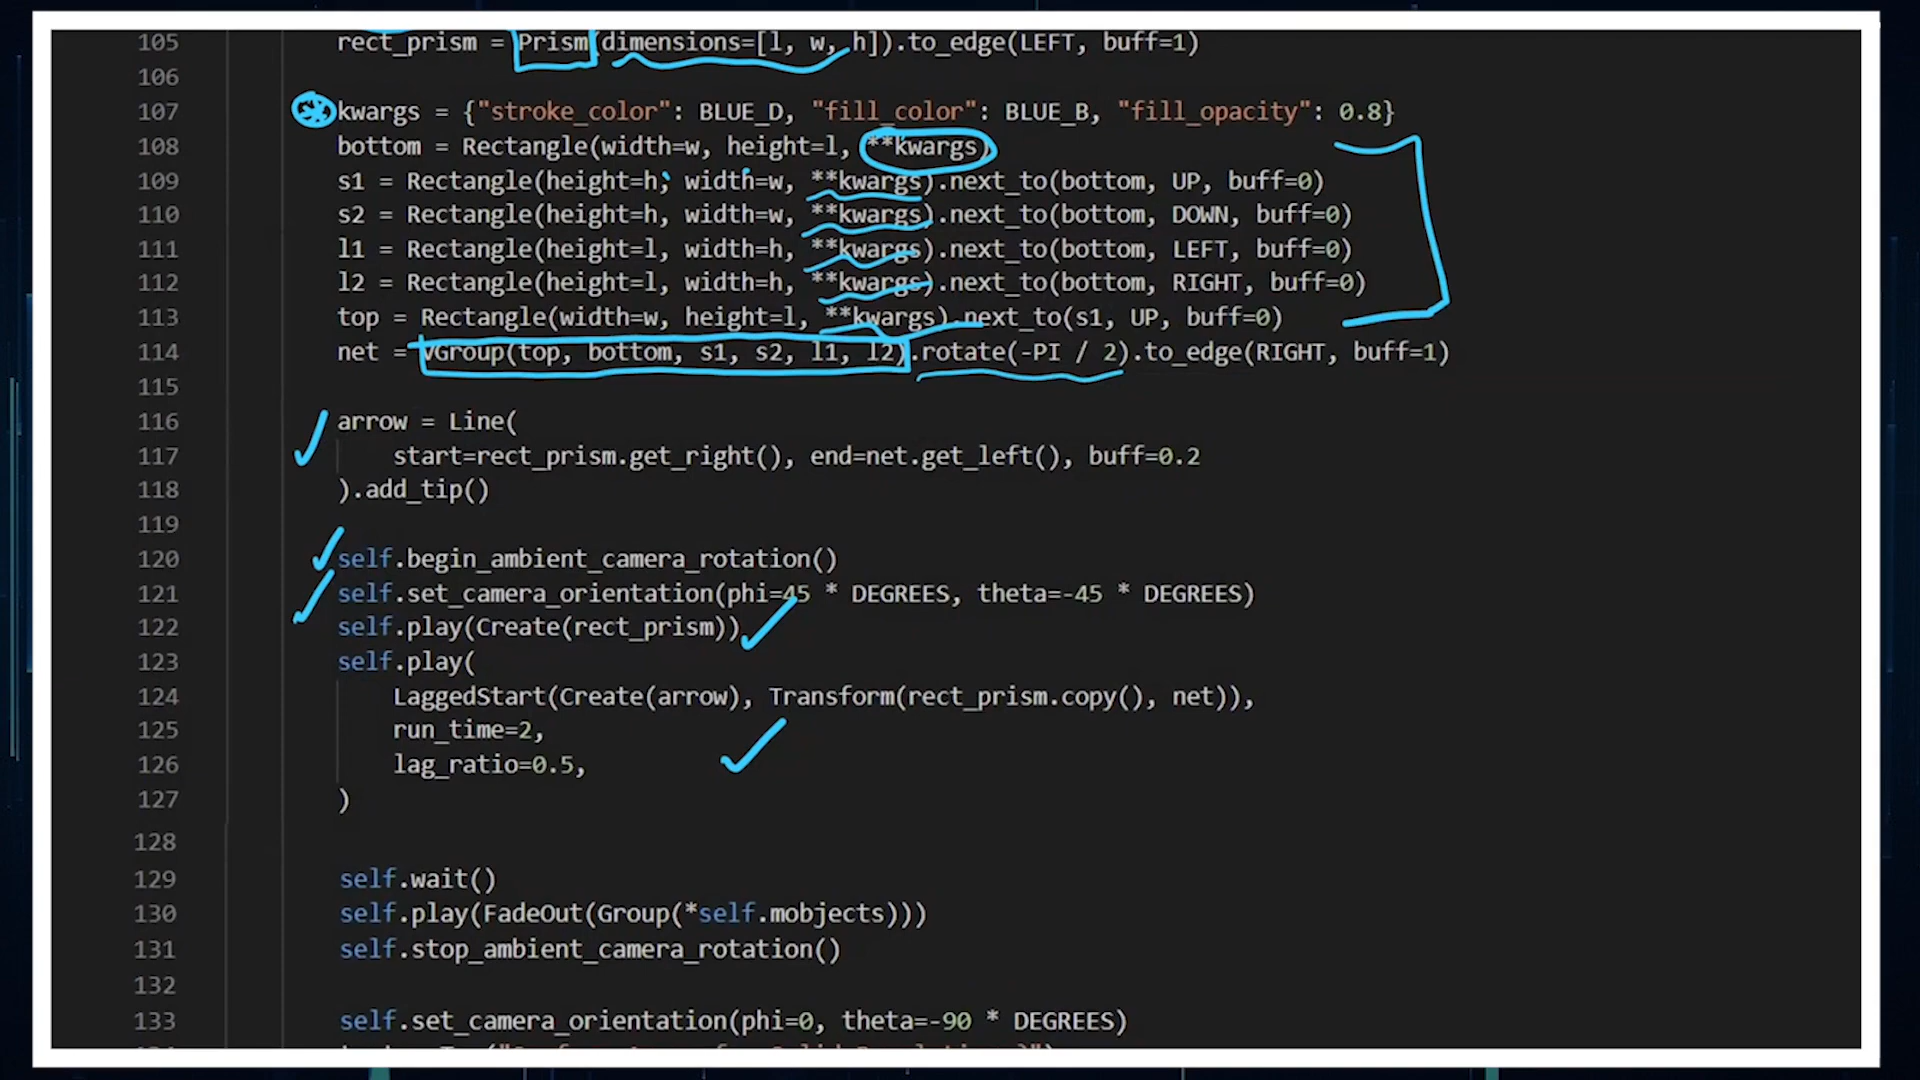 105 rect_prism = Prism(dimensions=[l, w, h]).to_edge(LEFT, buff=1)
106
107 kwargs = {"stroke_color": BLUE_D, "fill_color": BLUE_B, "fill_opacity": 0.8}
108 bottom = Rectangle(width=w, height=l, **kwargs)
109 s1 = Rectangle(height=h, width=w, **kwargs).next_to(bottom, UP, buff=0)
110 s2 = Rectangle(height=h, width=w, **kwargs).next_to(bottom, DOWN, buff=0)
111 l1 = Rectangle(height=l, width=h, **kwargs).next_to(bottom, LEFT, buff=0)
112 l2 = Rectangle(height=l, width=h, **kwargs).next_to(bottom, RIGHT, buff=0)
113 top = Rectangle(width=w, height=l, **kwargs).next_to(s1, UP, buff=0)
114 net = VGroup(top, bottom, s1, s2, l1, l2).rotate(-PI / 2).to_edge(RIGHT, buff=1)
115
116 arrow = Line(
117 start=rect_prism.get_right(), end=net.get_left(), buff=0.2
118 ).add_tip()
119
120 self.begin_ambient_camera_rotation()
121 self.set_camera_orientation(phi=45 * DEGREES, theta=-45 * DEGREES)
122 self.play(Create(rect_prism))
123 self.play(
124 LaggedStart(Create(arrow), Transform(rect_prism.copy(), net)),
125 run_time=2,
126 lag_ratio=0.5,
127 )
128
129 self.wait()
130 self.play(FadeOut(Group(*self.mobjects)))
131 self.stop_ambient_camera_rotation()
132
133 self.set_camera_orientation(phi=0, theta=-90 * DEGREES)